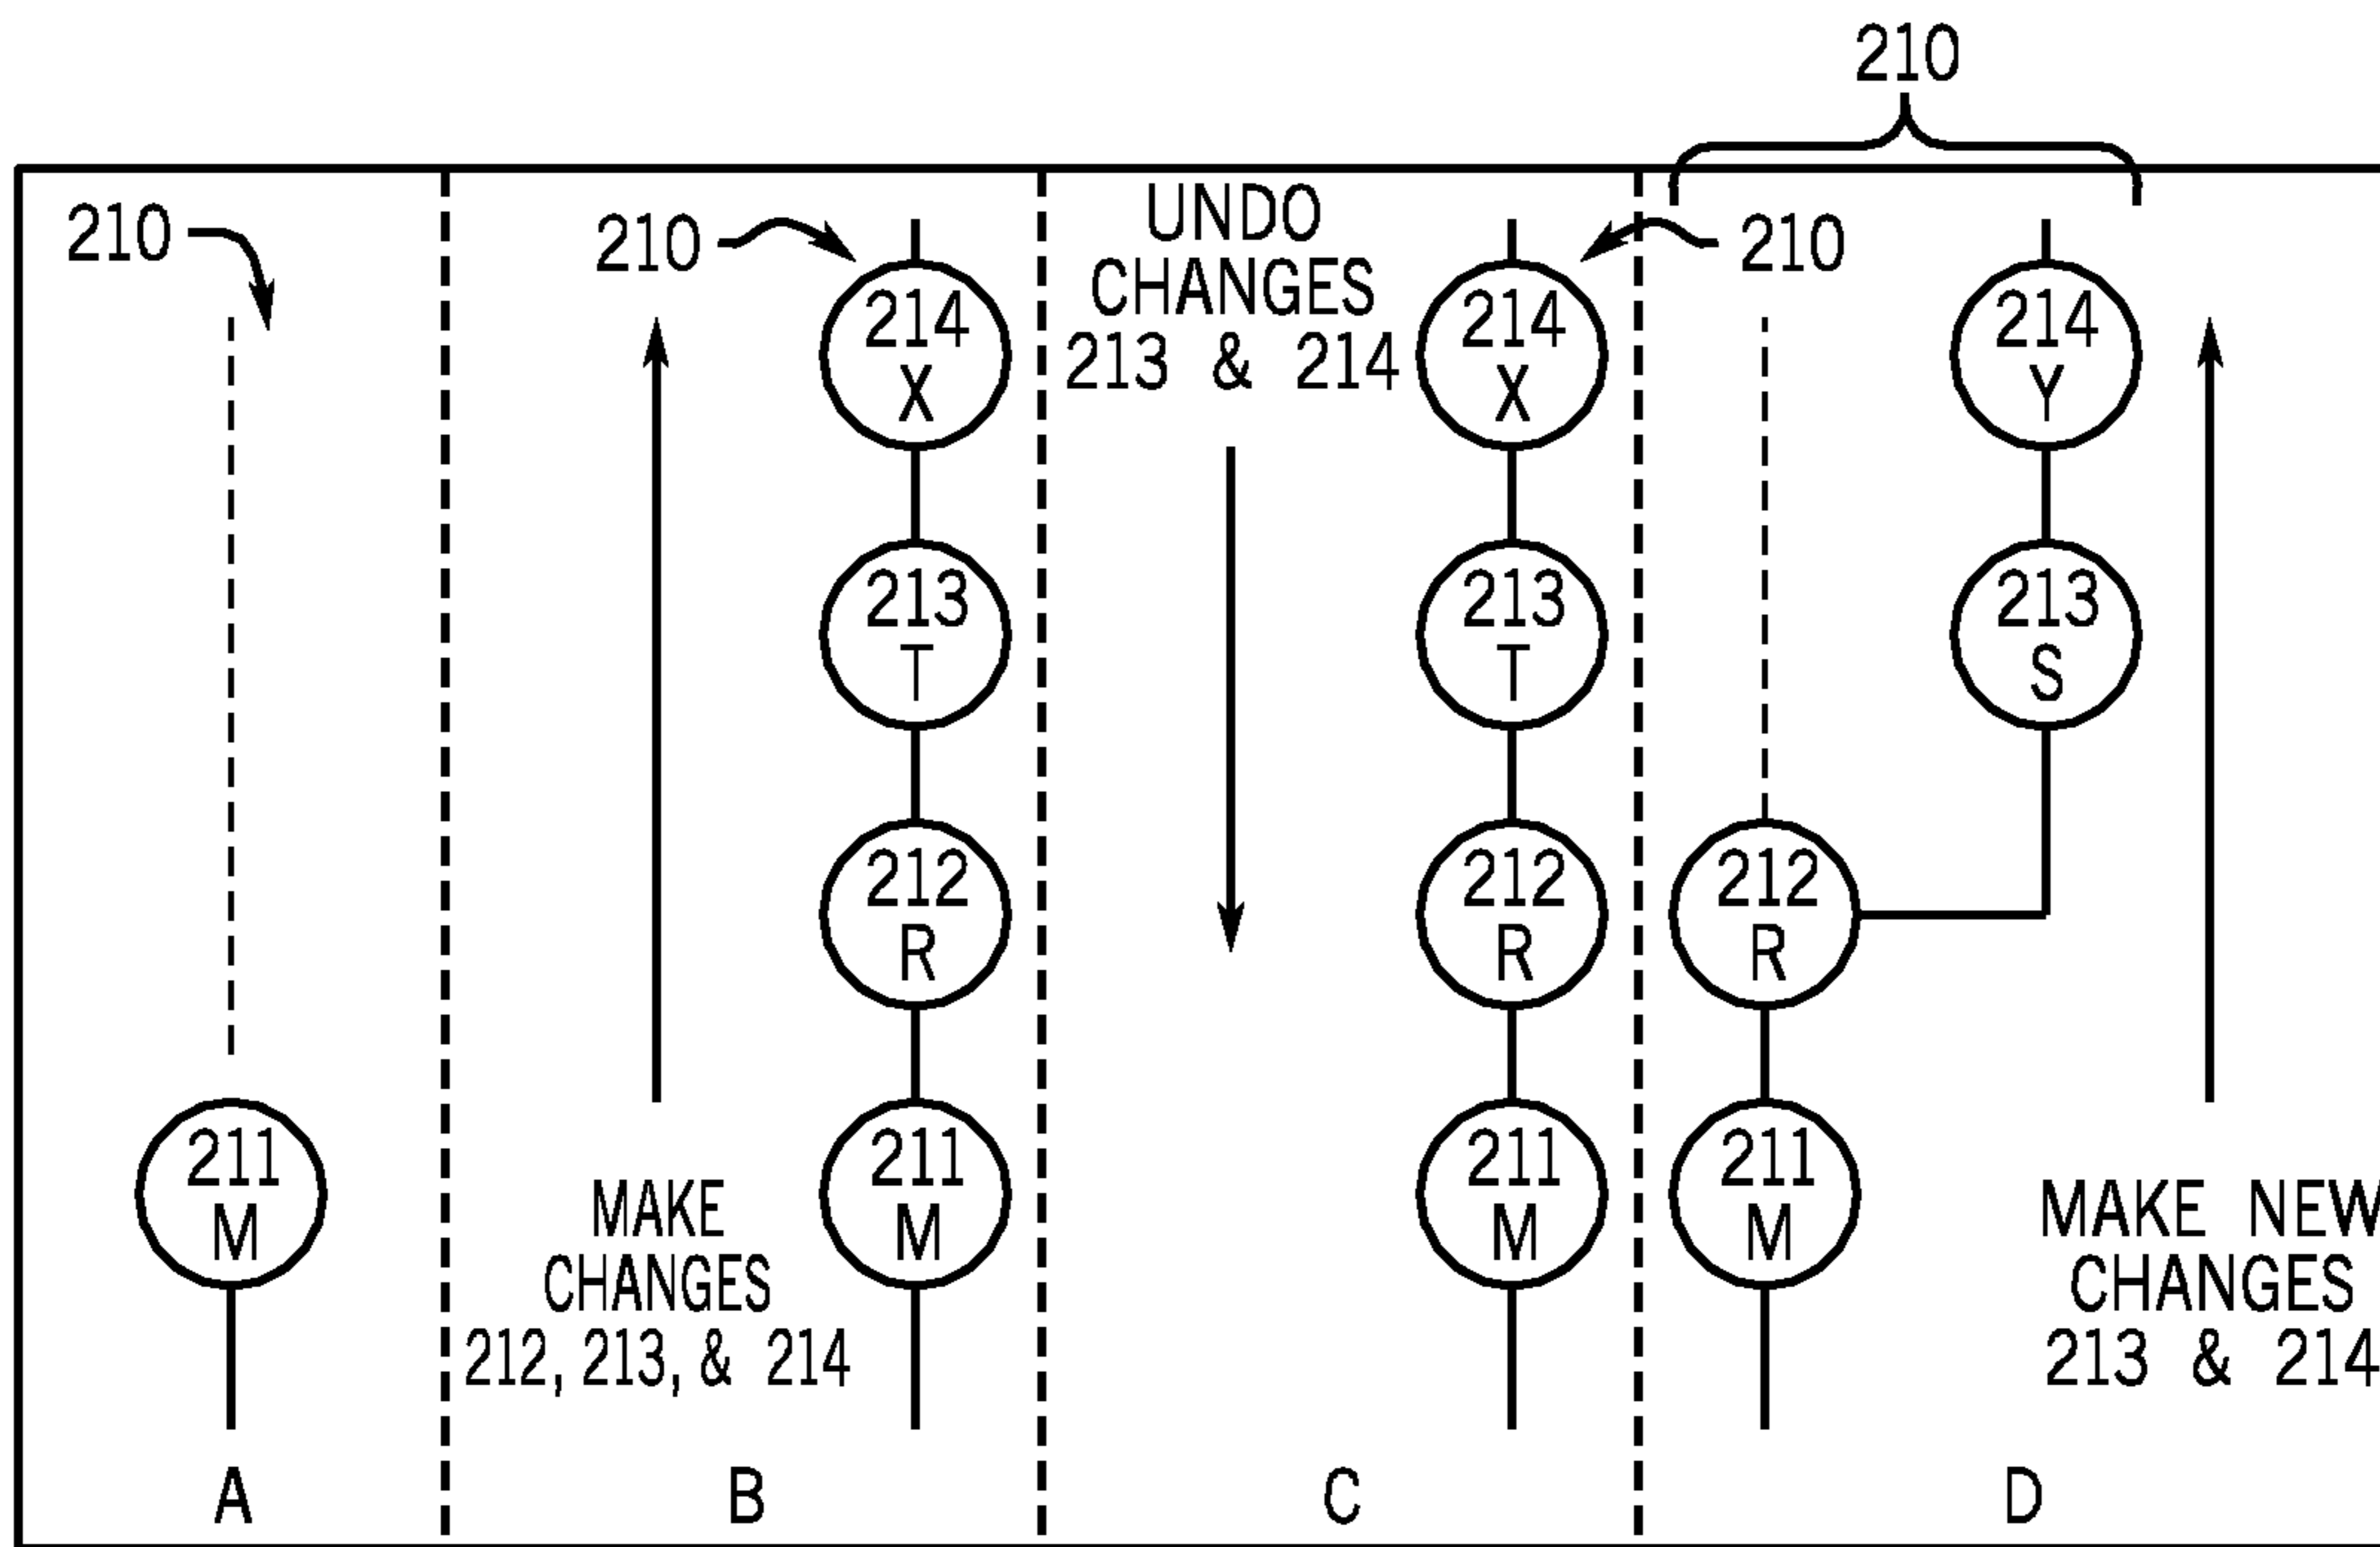 210
210
210
UNDO
CHANGES
213 & 214
210
214
X
214
X
214
Y
213
T
213
T
213
S
212
R
212
R
212
R
211
M
211
M
211
M
211
M
MAKE
CHANGES
212, 213, & 214
MAKE NEW
CHANGES
213 & 214
A
B
C
D